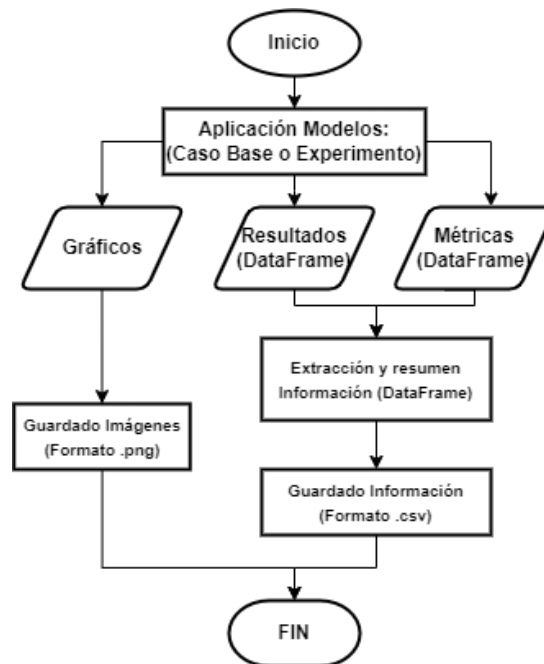 Inicio
Aplicación Modelos:
(Caso Base o Experimento)
Gráficos
Resultados
(DataFrame)
Métricas
(DataFrame)
Extracción y resumen
Información (DataFrame)
Guardado Imágenes
(Formato .png)
Guardado Información
(Formato .csv)
FIN